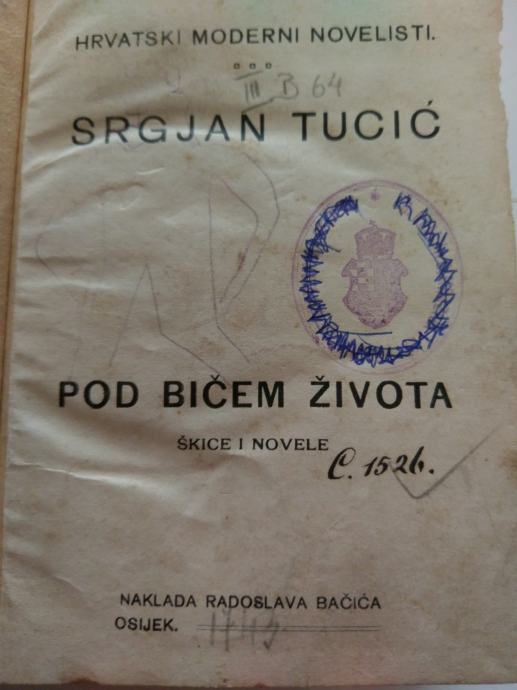 HRVATSKI MODERNI NOVELISTI.
III B 64
SRGJAN TUCIĆ
POD BIČEM ŽIVOTA
ŠKICE I NOVELE
C. 1526.
NAKLADA RADOSLAVA BAČIĆA
OSIJEK.